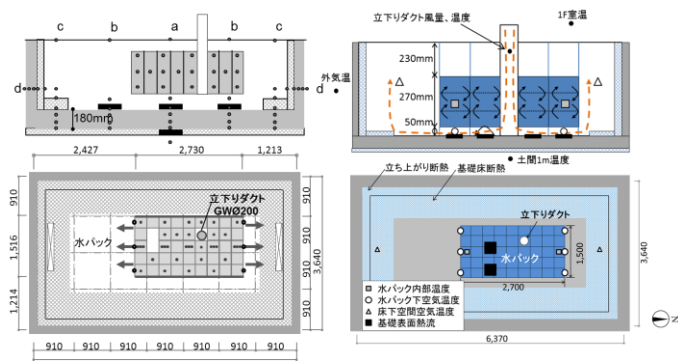 c
b
a
b
c
d
d
180mm
2,427
2,730
1,213
910
1,516
1,214
立下りダクト
GWØ200
水パック
910
910
910
910
3,640
910 910 910 910 910 910 910
立下りダクト風量、温度
1F室温
230mm
270mm
50mm
外気温
土間1m温度
立ち上がり断熱
基礎床断熱
立下りダクト
水パック
1,500
2,700
3,640
6,370
水パック内部温度
水パック下空気温度
床下空間空気温度
基礎表面熱流
N